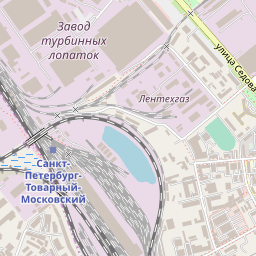 Завод
турбинных
лопаток
улица Седова
Лентехгаз
Санкт-
Петербург-
Товарный-
Московский